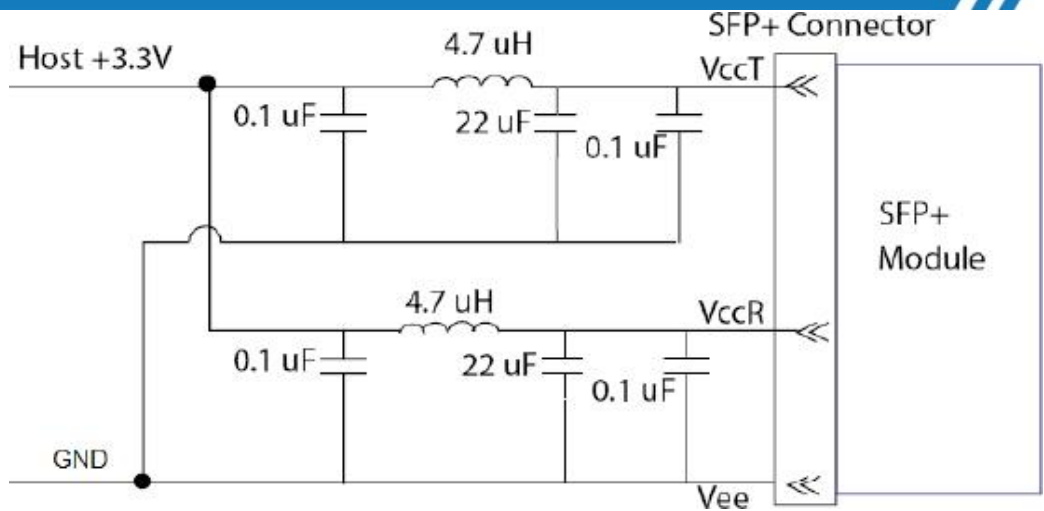 SFP+ Connector
Host +3.3V
4.7 uH
VccT
0.1 uF
22 uF
0.1 uF
SFP+
Module
4.7 uH
VccR
0.1 uF
22 uF
0.1 uF
GND
Vee